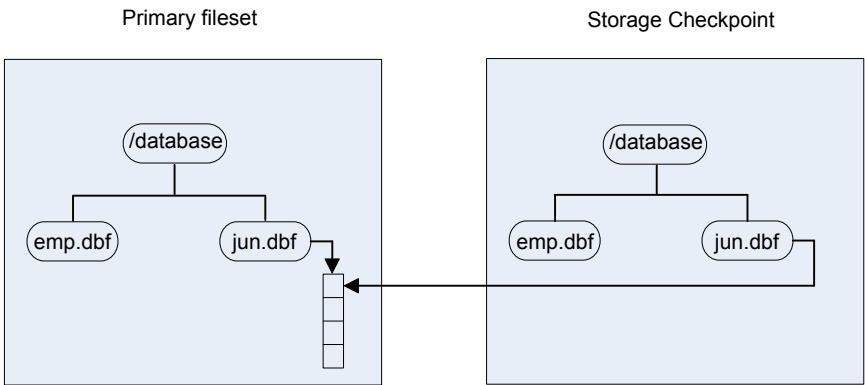 Primary fileset
Storage Checkpoint
/database
/database
emp.dbf
jun.dbf
emp.dbf
jun.dbf